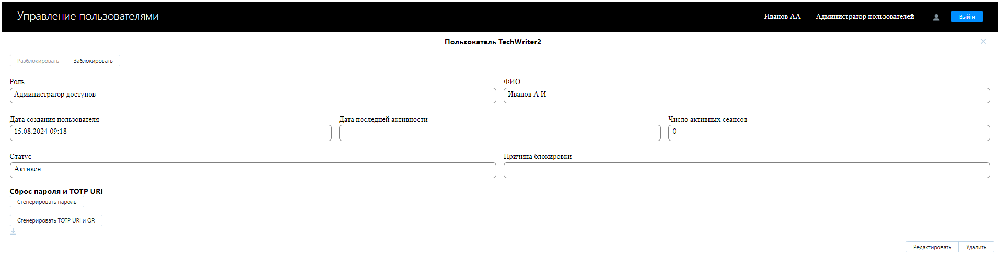 Управление пользователями
Иванов АА Администратор пользователей Выйти
Пользователь TechWriter2
Разблокировать Заблокировать
Роль ФИО
Администратор доступов Иванов А И
Дата создания пользователя Дата последней активности Число активных сеансов
15.08.2024 09:18 0
Статус Причина блокировки
Активен
Сброс пароля и TOTP URI
Сгенерировать пароль
Сгенерировать TOTP URI и QR
Редактировать Удалить